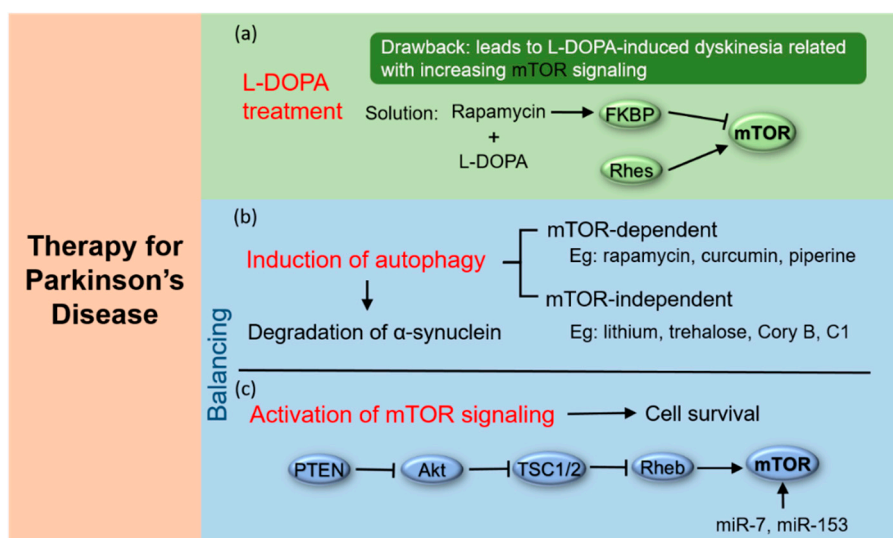 Therapy for
Parkinson's
Disease
(a)
L-DOPA
treatment
Drawback: leads to L-DOPA-induced dyskinesia related
with increasing mTOR signaling
Solution: Rapamycin FKBP
+
L-DOPA
mTOR
Rhes
Balancing
(b)
Induction of autophagy
Degradation of α-synuclein
mTOR-dependent
Eg: rapamycin, curcumin, piperine
mTOR-independent
Eg: lithium, trehalose, Cory B, C1
(c)
Activation of mTOR signaling Cell survival
PTEN Akt TSC1/2 Rheb mTOR
miR-7, miR-153